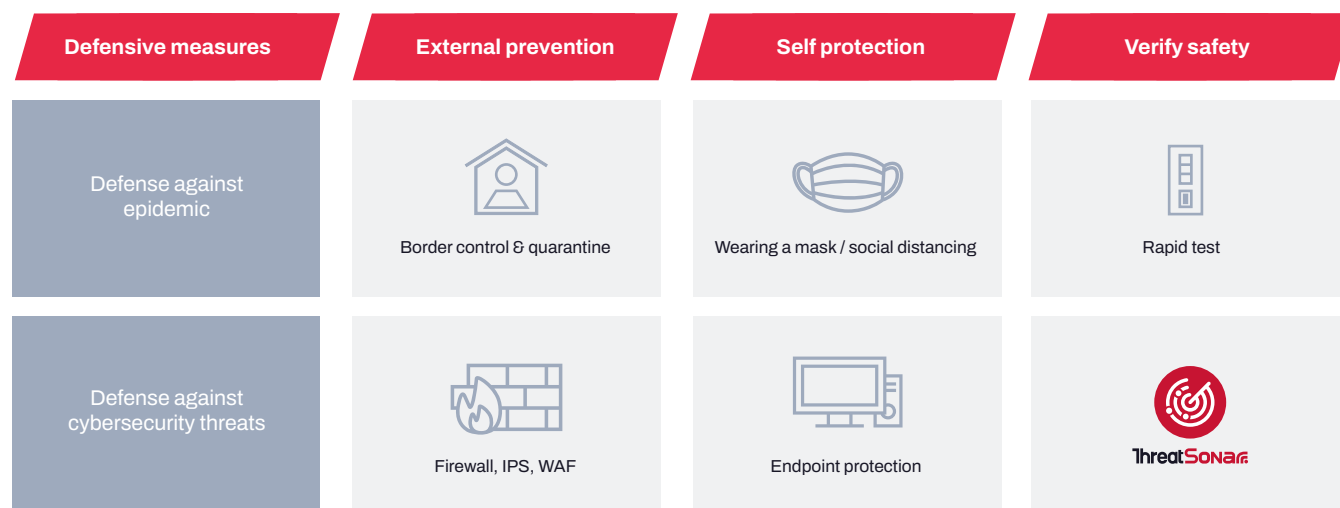 Defensive measures
External prevention
Self protection
Verify safety
Defense against
epidemic
Border control & quarantine
Wearing a mask / social distancing
Rapid test
Defense against
cybersecurity threats
Firewall, IPS, WAF
Endpoint protection
ThreatSonar